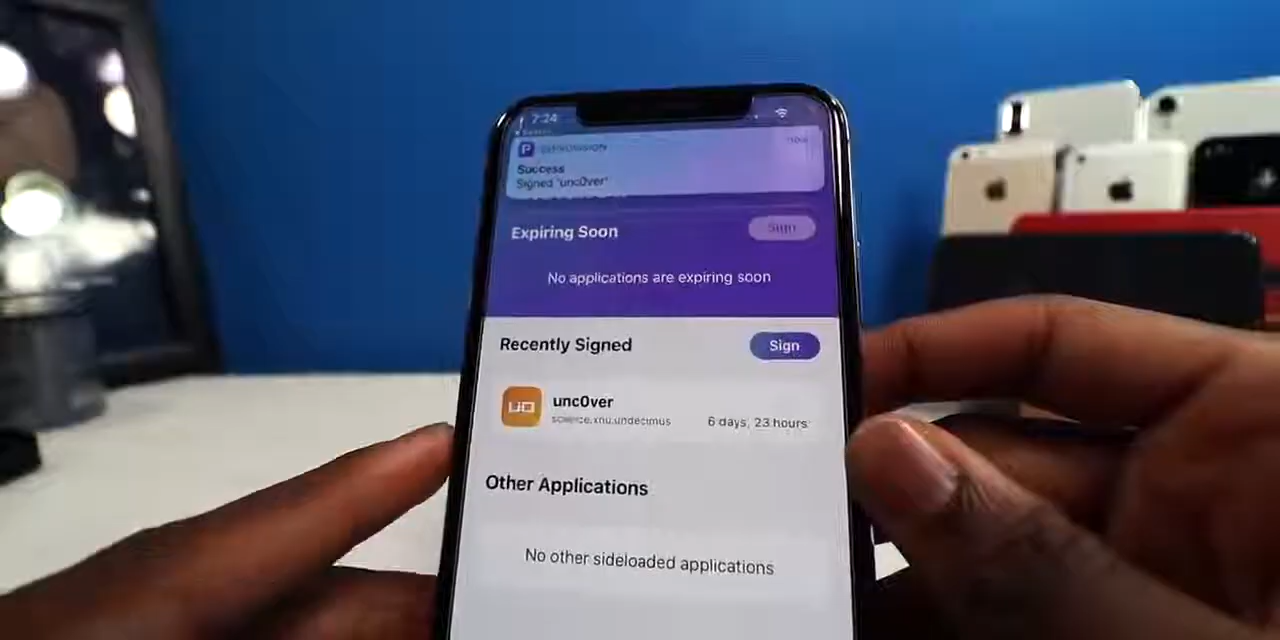 7:24
now
Success
Signed 'unc0ver'
Expiring Soon
Sign
No applications are expiring soon
Recently Signed
Sign
unc0ver
science.xnu.undecimus
6 days, 23 hours
Other Applications
No other sideloaded applications